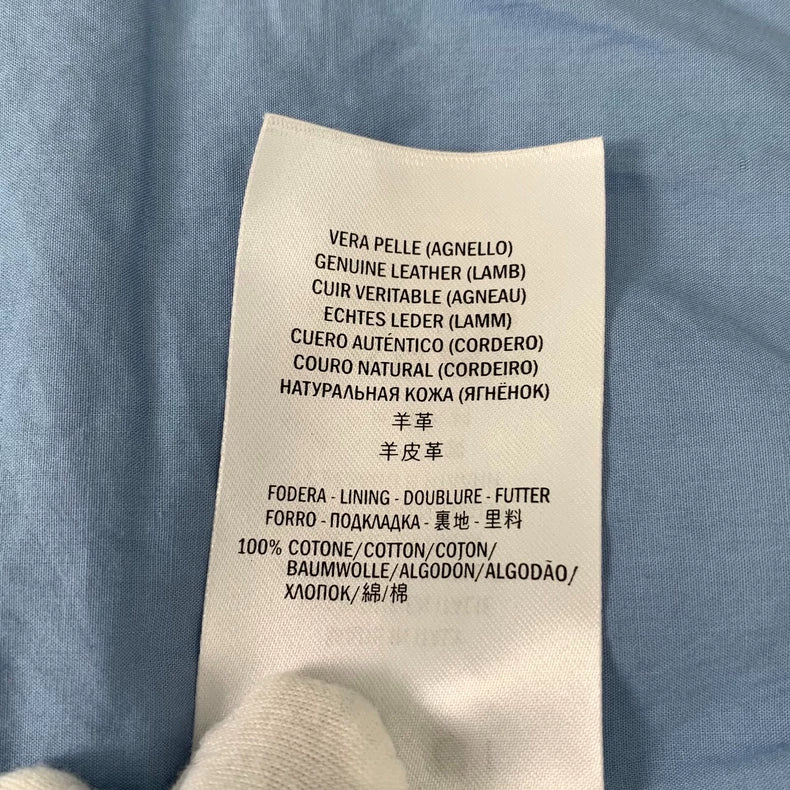 VERA PELLE (AGNELLO)
GENUINE LEATHER (LAMB)
CUIR VERITABLE (AGNEAU)
ECHTES LEDER (LAMM)
CUERO AUTÉNTICO (CORDERO)
COURO NATURAL (CORDEIRO)
НАТУРАЛЬНАЯ КОЖА (ЯГНЁНОК)
羊革
羊皮革
FODERA - LINING - DOUBLURE - FUTTER
FORRO - ПОДКЛАДКА - 裏地 - 里料
100% COTONE/COTTON/COTON/
BAUMWOLLE/ALGODÓN/ALGODÃO/
ХЛОПОК/綿/棉